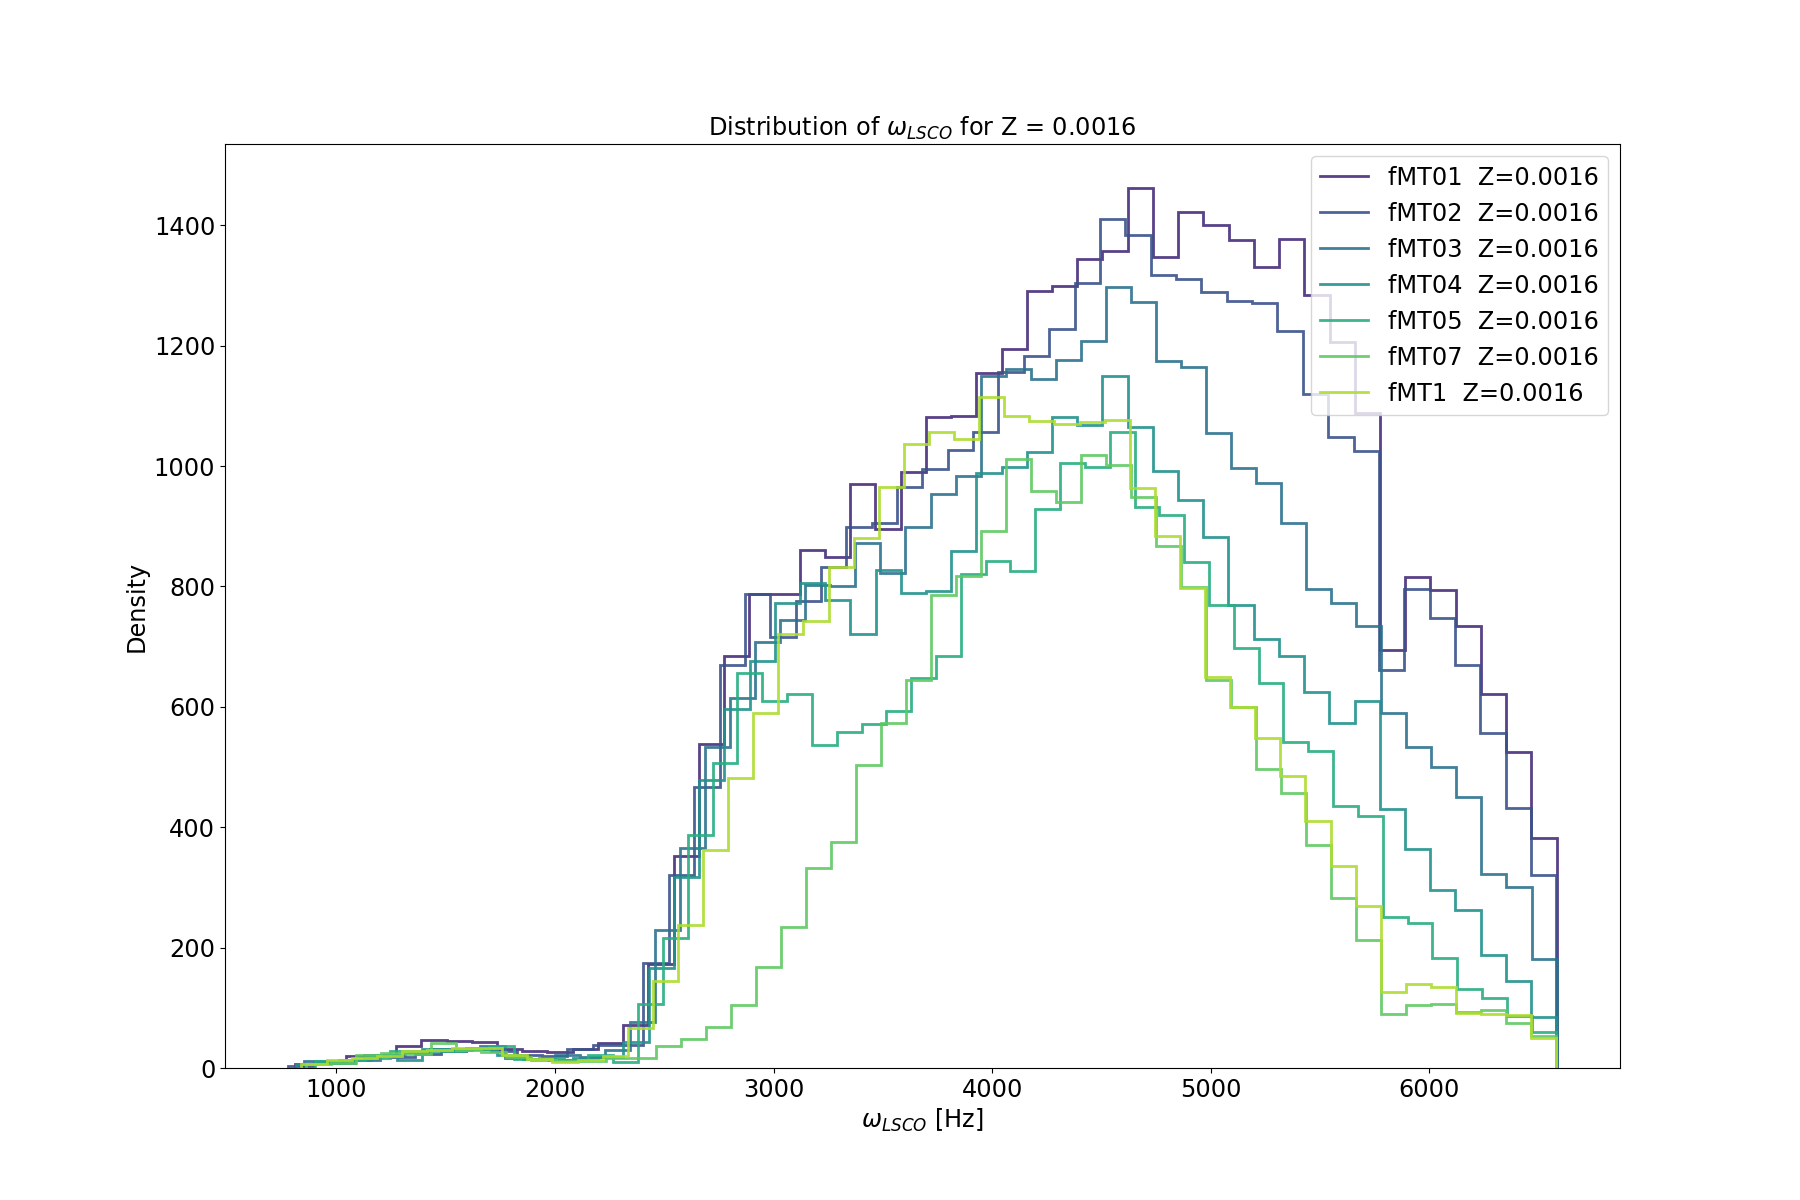 Distribution of ω_LSCO for Z = 0.0016
fMT01 Z=0.0016
fMT02 Z=0.0016
fMT03 Z=0.0016
fMT04 Z=0.0016
fMT05 Z=0.0016
fMT07 Z=0.0016
fMT1 Z=0.0016
Density
1400
1200
1000
800
600
400
200
0
1000 2000 3000 4000 5000 6000
ω_LSCO [Hz]